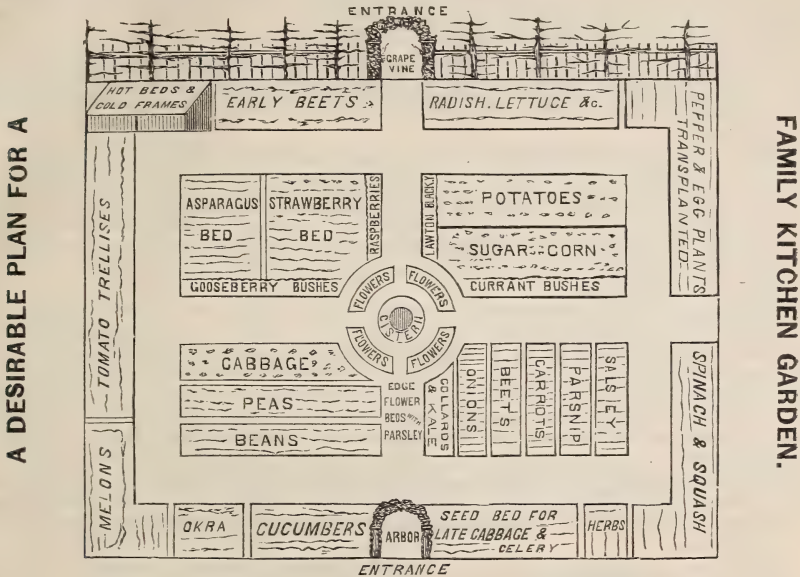 A DESIRABLE PLAN FOR A
FAMILY KITCHEN GARDEN.
ENTRANCE
GRAPE
VINE
HOT BEDS &
COLD FRAMES
EARLY BEETS
RADISH. LETTUCE &c.
PEPPER & EGG PLANTS
TRANSPLANTED
TOMATO TRELLISES
ASPARAGUS
BED
STRAWBERRY
BED
RASPBERRIES
GOOSEBERRY BUSHES
LAWTON BLACKY
POTATOES
SUGAR CORN
CURRANT BUSHES
FLOWERS
FLOWERS
CISTERN
FLOWERS
FLOWERS
CABBAGE
PEAS
BEANS
EDGE
FLOWER
BEDS WITH
PARSLEY
COLLARDS
& KALE
ONIONS
BEETS
CARROTS
PARSNIP
SALSIFY
SPINACH & SQUASH
MELONS
OKRA
CUCUMBERS
ARBOR
SEED BED FOR
LATE CABBAGE &
CELERY
HERBS
ENTRANCE